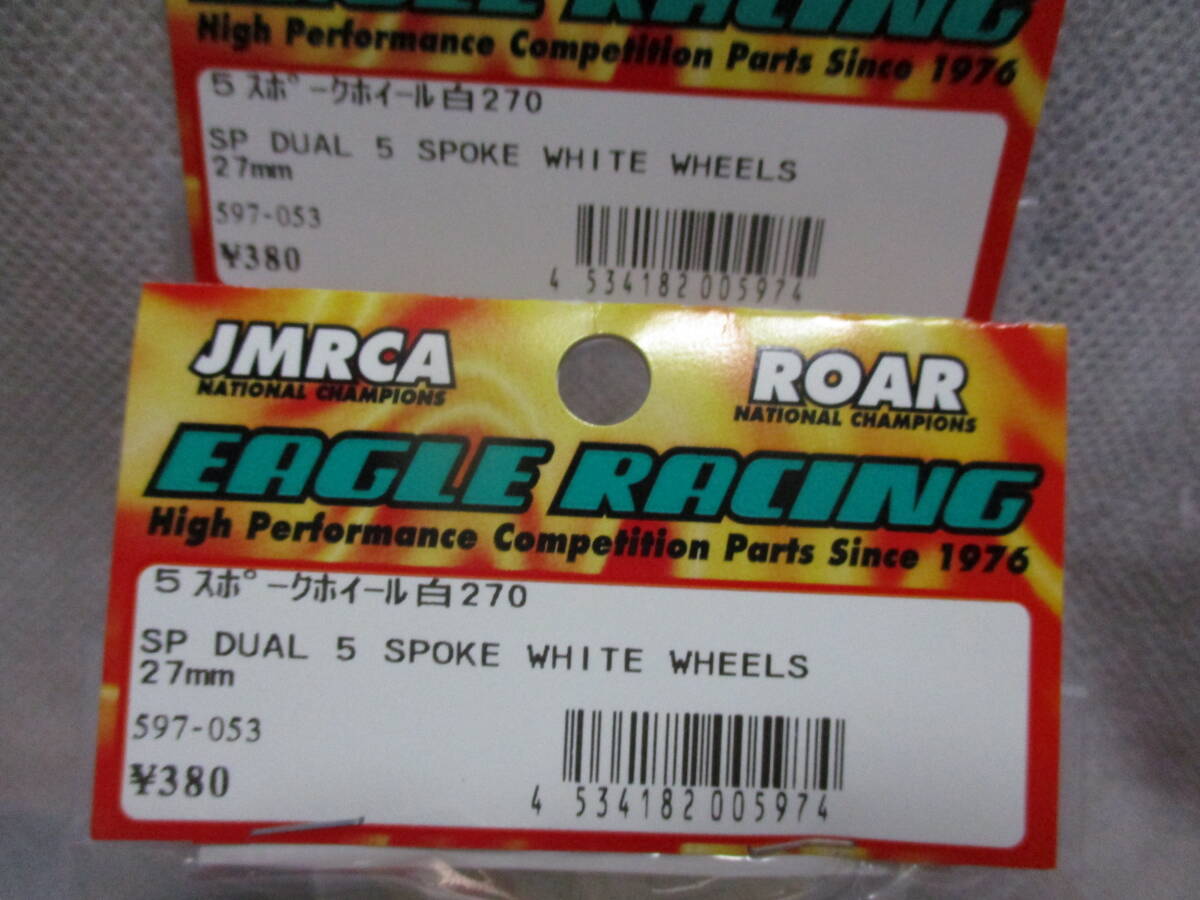 EAGLE RACING
High Performance Competition Parts Since 1976
5 スポークホイール白270
SP DUAL 5 SPOKE WHITE WHEELS
27mm
597-053
¥380
4 534182 005974
JMRCA
NATIONAL CHAMPIONS
ROAR
NATIONAL CHAMPIONS
EAGLE RACING
High Performance Competition Parts Since 1976
5 スポークホイール白270
SP DUAL 5 SPOKE WHITE WHEELS
27mm
597-053
¥380
4 534182 005974